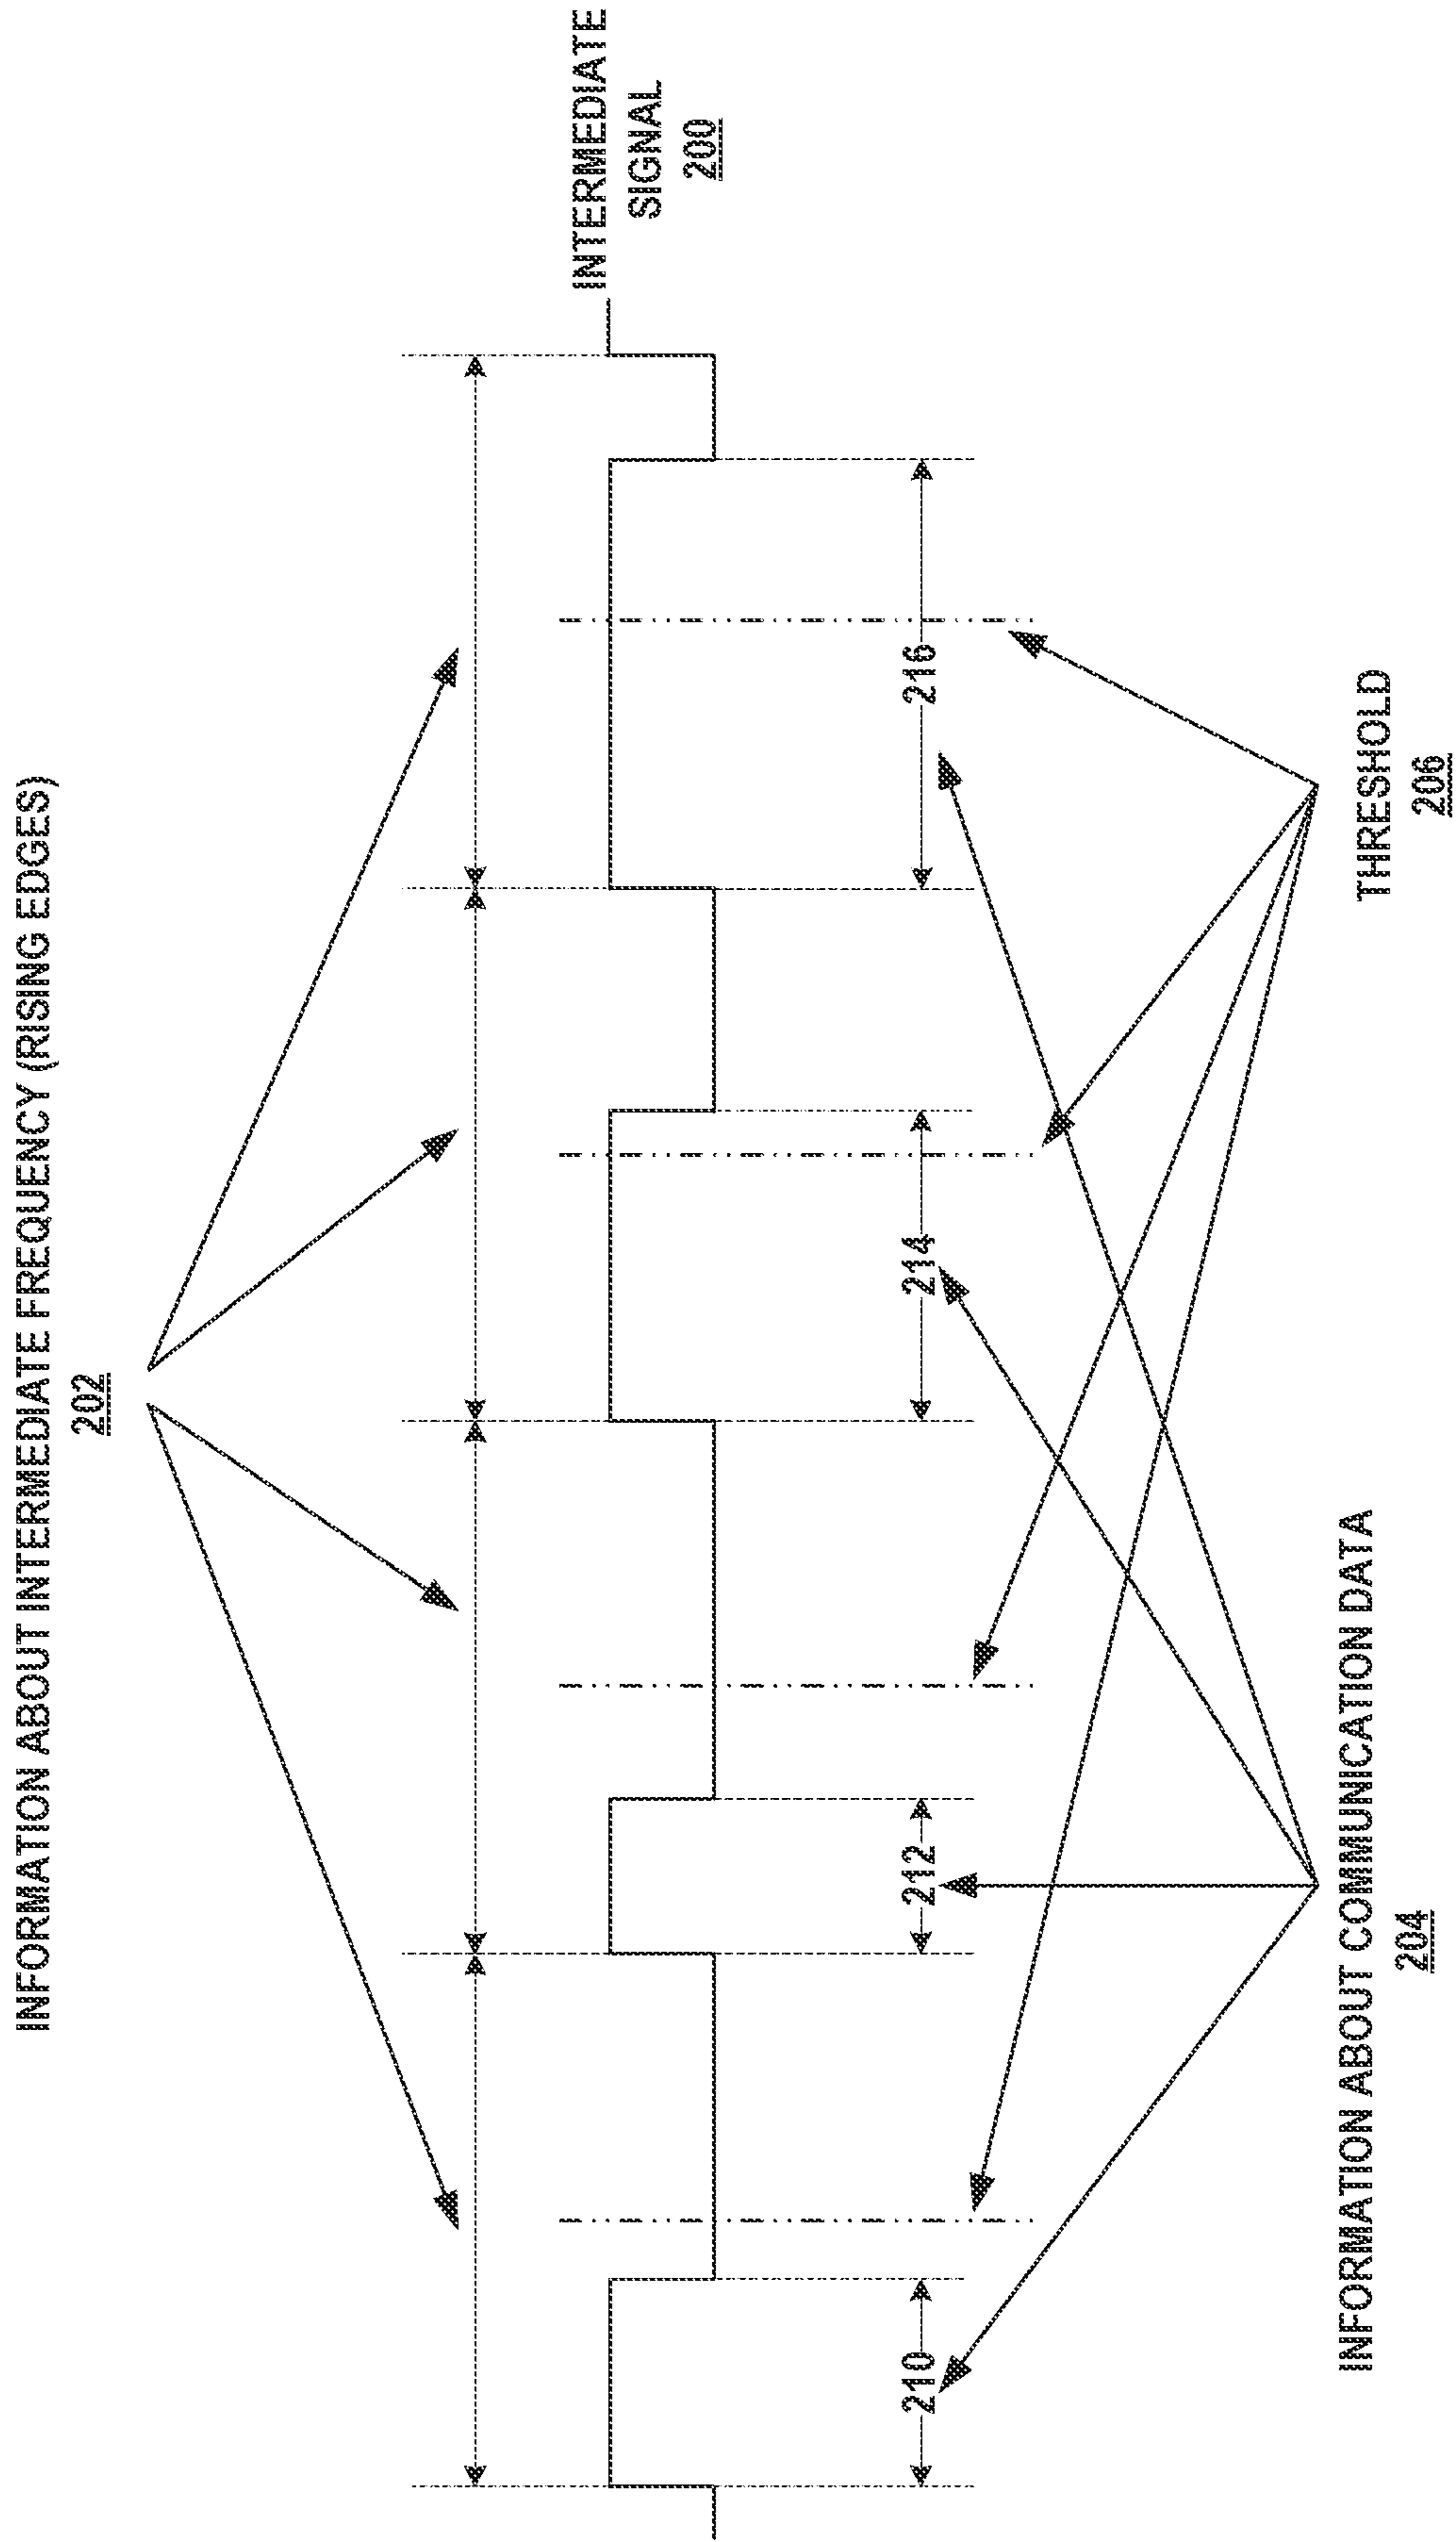 INFORMATION ABOUT INTERMEDIATE FREQUENCY (RISING EDGES)
202
INTERMEDIATE
SIGNAL
200
210
212
214
216
INFORMATION ABOUT COMMUNICATION DATA
204
THRESHOLD
206